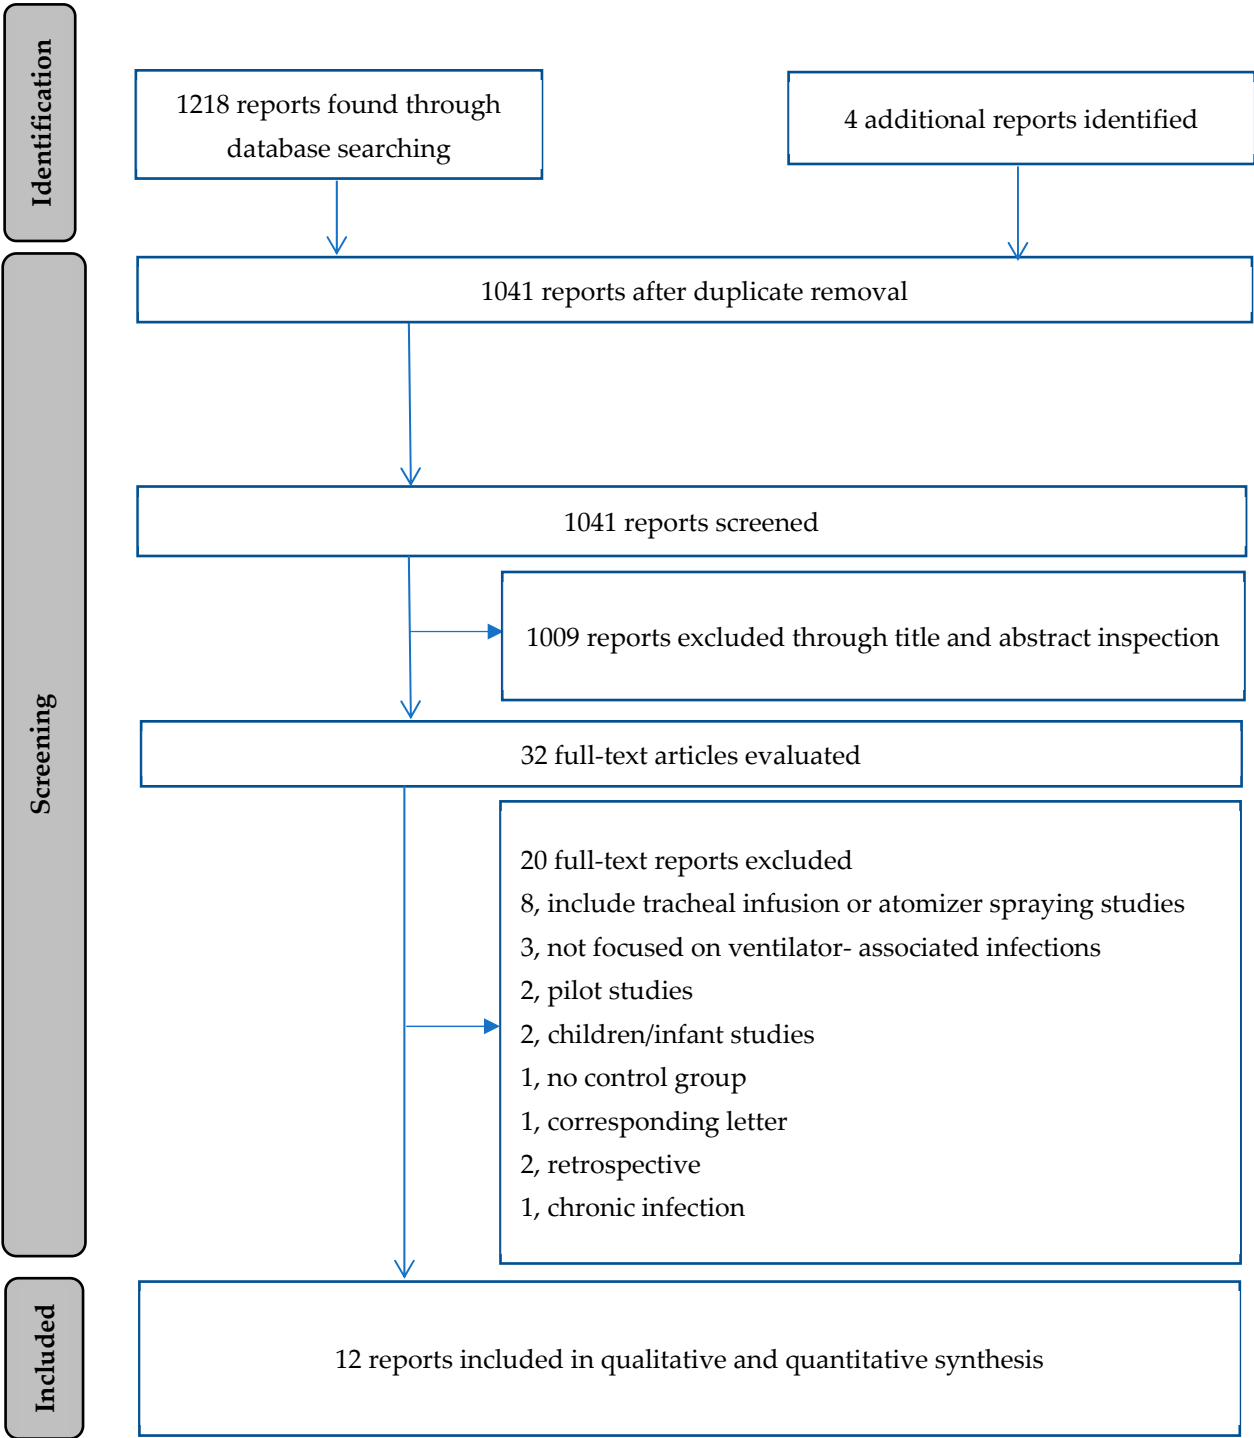 Identification
1218 reports found through
database searching
4 additional reports identified
1041 reports after duplicate removal
Screening
1041 reports screened
1009 reports excluded through title and abstract inspection
32 full-text articles evaluated
20 full-text reports excluded
8, include tracheal infusion or atomizer spraying studies
3, not focused on ventilator- associated infections
2, pilot studies
2, children/infant studies
1, no control group
1, corresponding letter
2, retrospective
1, chronic infection
Included
12 reports included in qualitative and quantitative synthesis